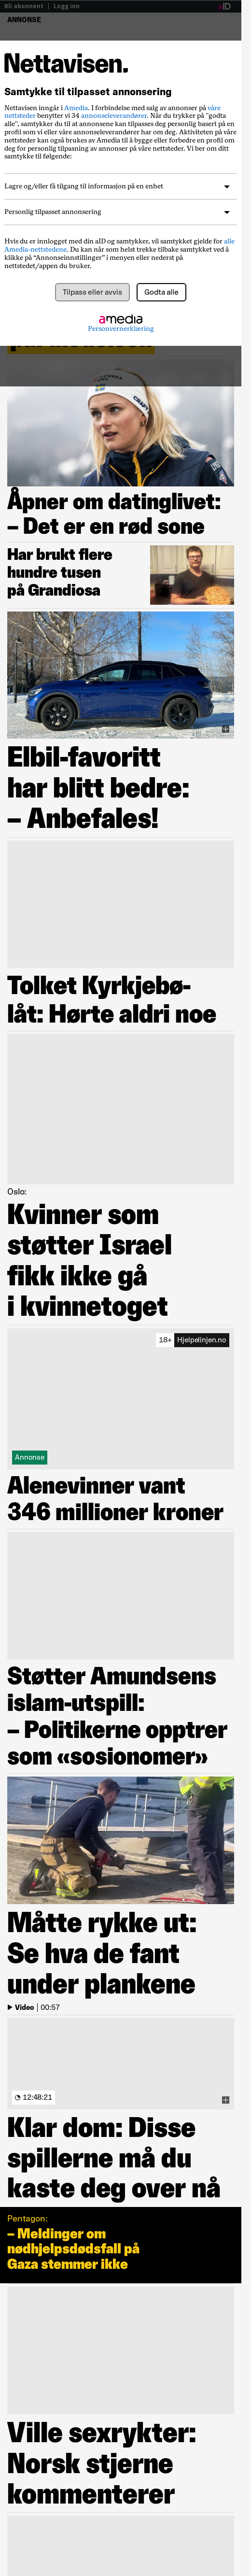 Bli abonnent | Logg inn
aID
ANNONSE
Nettavisen.
Samtykke til tilpasset annonsering
Nettavisen inngår i Amedia. I forbindelse med salg av annonser på våre
nettsteder benytter vi 34 annonseleverandører. Når du trykker på "godta
alle", samtykker du til at annonsene kan tilpasses deg personlig basert på en
profil som vi eller våre annonseleverandører har om deg. Aktiviteten på våre
nettsteder kan også brukes av Amedia til å bygge eller forbedre en profil om
deg for personlig tilpasning av annonser på våre nettsteder. Vi ber om ditt
samtykke til følgende:
Lagre og/eller få tilgang til informasjon på en enhet
Personlig tilpasset annonsering
Hvis du er innlogget med din aID og samtykker, vil samtykket gjelde for alle
Amedia-nettstedene. Du kan når som helst trekke tilbake samtykket ved å
klikke på “Annonseinnstillinger” i menyen eller nederst på
nettstedet/appen du bruker.
Tilpass eller avvis
Godta alle
amedia
Personvernerklæring
CRAFT
Åpner om datinglivet:
– Det er en rød sone
Har brukt flere
hundre tusen
på Grandiosa
Elbil-favoritt
har blitt bedre:
– Anbefales!
Tolket Kyrkjebø-
låt: Hørte aldri noe
Oslo:
Kvinner som
støtter Israel
fikk ikke gå
i kvinnetoget
18+ Hjelpelinjen.no
Annonse
Alenevinner vant
346 millioner kroner
Støtter Amundsens
islam-utspill:
– Politikerne opptrer
som «sosionomer»
Måtte rykke ut:
Se hva de fant
under plankene
Video | 00:57
12:48:21
Klar dom: Disse
spillerne må du
kaste deg over nå
Pentagon:
– Meldinger om
nødhjelpsdødsfall på
Gaza stemmer ikke
Ville sexrykter:
Norsk stjerne
kommenterer